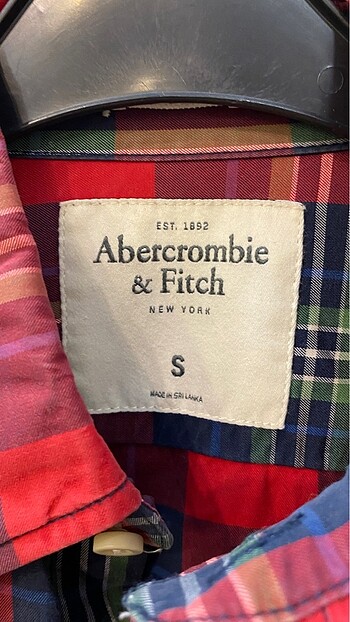 EST. 1892
Abercrombie
& Fitch
NEW YORK
S
MADE IN SRI LANKA